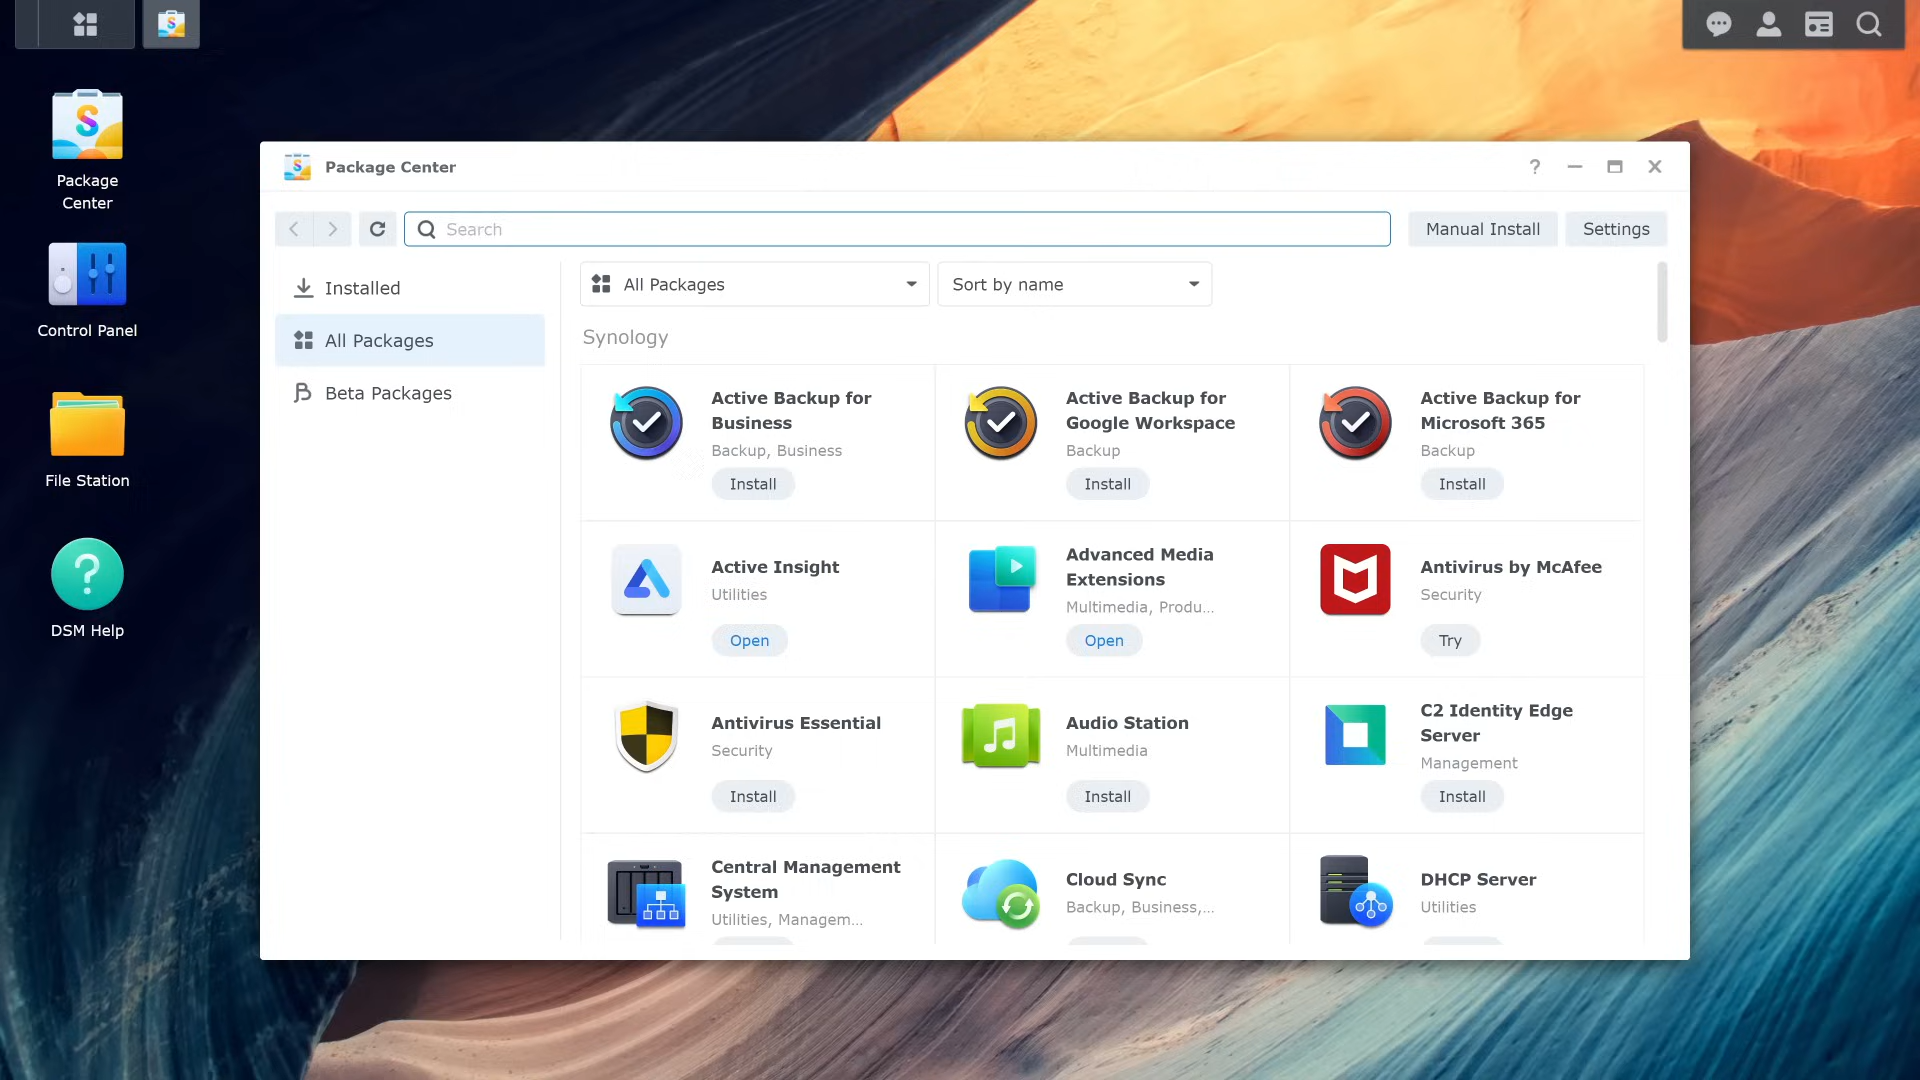 Package
Center
Control Panel
File Station
DSM Help
Package Center
Search
Manual Install
Settings
Installed
All Packages
Beta Packages
All Packages
Sort by name
Synology
Active Backup for
Business
Backup, Business
Install
Active Backup for
Google Workspace
Backup
Install
Active Backup for
Microsoft 365
Backup
Install
Active Insight
Utilities
Open
Advanced Media
Extensions
Multimedia, Produ...
Open
Antivirus by McAfee
Security
Try
Antivirus Essential
Security
Install
Audio Station
Multimedia
Install
C2 Identity Edge
Server
Management
Install
Central Management
System
Utilities, Managem...
Cloud Sync
Backup, Business,...
DHCP Server
Utilities